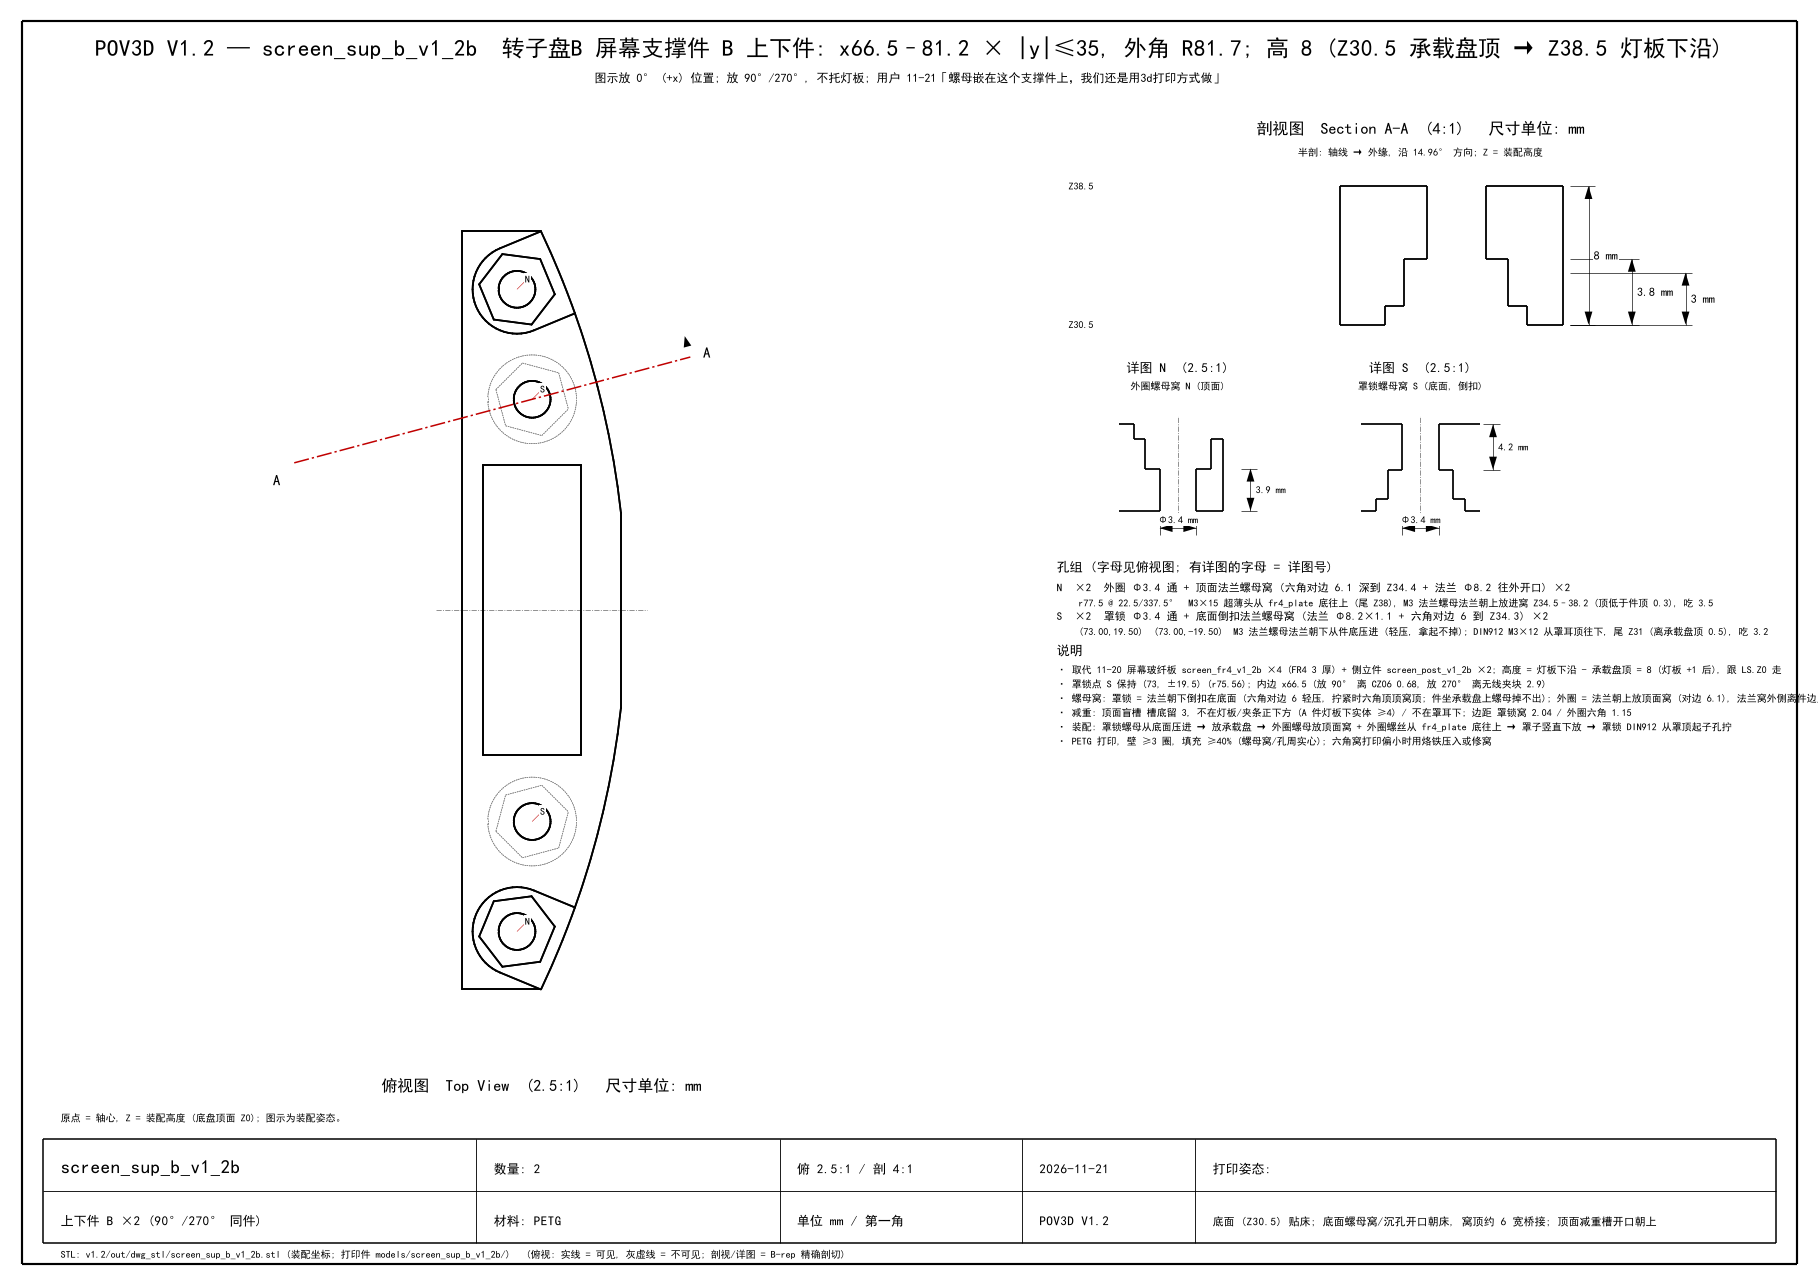 POV3D V1.2 — screen_sup_b_v1_2b  转子盘B 屏幕支撑件 B 上下件: x66.5–81.2 × |y|≤35, 外角 R81.7; 高 8 (Z30.5 承载盘顶 → Z38.5 灯板下沿)
图示放 0° (+x) 位置; 放 90°/270°, 不托灯板; 用户 11-21「螺母嵌在这个支撑件上, 我们还是用3d打印方式做」
剖视图  Section A-A  (4:1)   尺寸单位: mm
半剖: 轴线 → 外缘, 沿 14.96° 方向; Z = 装配高度
Z38.5
8 mm
3.8 mm
3 mm
Z30.5
N
A
S
A
S
N
详图 N  (2.5:1)
外圈螺母窝 N (顶面)
3.9 mm
Φ3.4 mm
详图 S  (2.5:1)
罩锁螺母窝 S (底面, 倒扣)
4.2 mm
Φ3.4 mm
孔组 (字母见俯视图; 有详图的字母 = 详图号)
N  ×2  外圈 Φ3.4 通 + 顶面法兰螺母窝 (六角对边 6.1 深到 Z34.4 + 法兰 Φ8.2 往外开口) ×2
r77.5 @ 22.5/337.5°  M3×15 超薄头从 fr4_plate 底往上 (尾 Z38), M3 法兰螺母法兰朝上放进窝 Z34.5–38.2 (顶低于件顶 0.3), 吃 3.5
S  ×2  罩锁 Φ3.4 通 + 底面倒扣法兰螺母窝 (法兰 Φ8.2×1.1 + 六角对边 6 到 Z34.3) ×2
(73.00,19.50) (73.00,-19.50)  M3 法兰螺母法兰朝下从件底压进 (轻压, 拿起不掉); DIN912 M3×12 从罩耳顶往下, 尾 Z31 (离承载盘顶 0.5), 吃 3.2
说明
· 取代 11-20 屏幕玻纤板 screen_fr4_v1_2b ×4 (FR4 3 厚) + 侧立件 screen_post_v1_2b ×2; 高度 = 灯板下沿 - 承载盘顶 = 8 (灯板 +1 后), 跟 LS.Z0 走
· 罩锁点 S 保持 (73, ±19.5) (r75.56); 内边 x66.5 (放 90° 离 CZ06 0.68, 放 270° 离无线夹块 2.9)
· 螺母窝: 罩锁 = 法兰朝下倒扣在底面 (六角对边 6 轻压, 拧紧时六角顶顶窝顶; 件坐承载盘上螺母掉不出); 外圈 = 法兰朝上放顶面窝 (对边 6.1), 法兰窝外侧离件边
· 减重: 顶面盲槽 槽底留 3, 不在灯板/夹条正下方 (A 件灯板下实体 ≥4) / 不在罩耳下; 边距 罩锁窝 2.04 / 外圈六角 1.15
· 装配: 罩锁螺母从底面压进 → 放承载盘 → 外圈螺母放顶面窝 + 外圈螺丝从 fr4_plate 底往上 → 罩子竖直下放 → 罩锁 DIN912 从罩顶起子孔拧
· PETG 打印, 壁 ≥3 圈, 填充 ≥40% (螺母窝/孔周实心); 六角窝打印偏小时用烙铁压入或修窝
俯视图  Top View  (2.5:1)   尺寸单位: mm
原点 = 轴心, Z = 装配高度 (底盘顶面 Z0); 图示为装配姿态。
screen_sup_b_v1_2b
数量: 2
俯 2.5:1 / 剖 4:1
2026-11-21
打印姿态:
上下件 B ×2 (90°/270° 同件)
材料: PETG
单位 mm / 第一角
POV3D V1.2
底面 (Z30.5) 贴床; 底面螺母窝/沉孔开口朝床, 窝顶约 6 宽桥接; 顶面减重槽开口朝上
STL: v1.2/out/dwg_stl/screen_sup_b_v1_2b.stl (装配坐标; 打印件 models/screen_sup_b_v1_2b/)   (俯视: 实线 = 可见, 灰虚线 = 不可见; 剖视/详图 = B-rep 精确剖切)